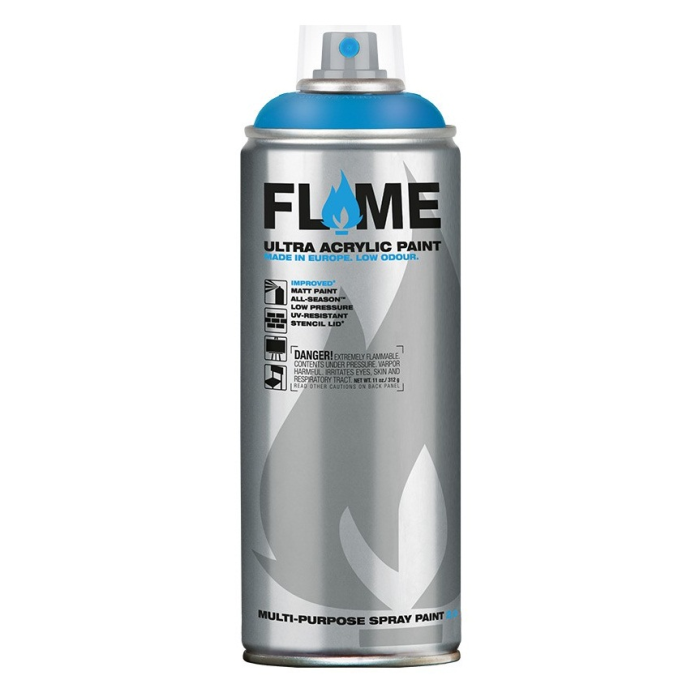 FLAME
ULTRA ACRYLIC PAINT
MADE IN EUROPE. LOW ODOUR.
IMPROVED*
MATT PAINT
ALL-SEASON™
LOW PRESSURE
UV-RESISTANT
STENCIL LID*
DANGER! EXTREMELY FLAMMABLE.
CONTENTS UNDER PRESSURE. VARPOR
HARMFUL. IRRITATES EYES, SKIN AND
RESPIRATORY TRACT. NET WT. 11 oz / 312 g
READ OTHER CAUTIONS ON BACK PANEL
MULTI-PURPOSE SPRAY PAINT